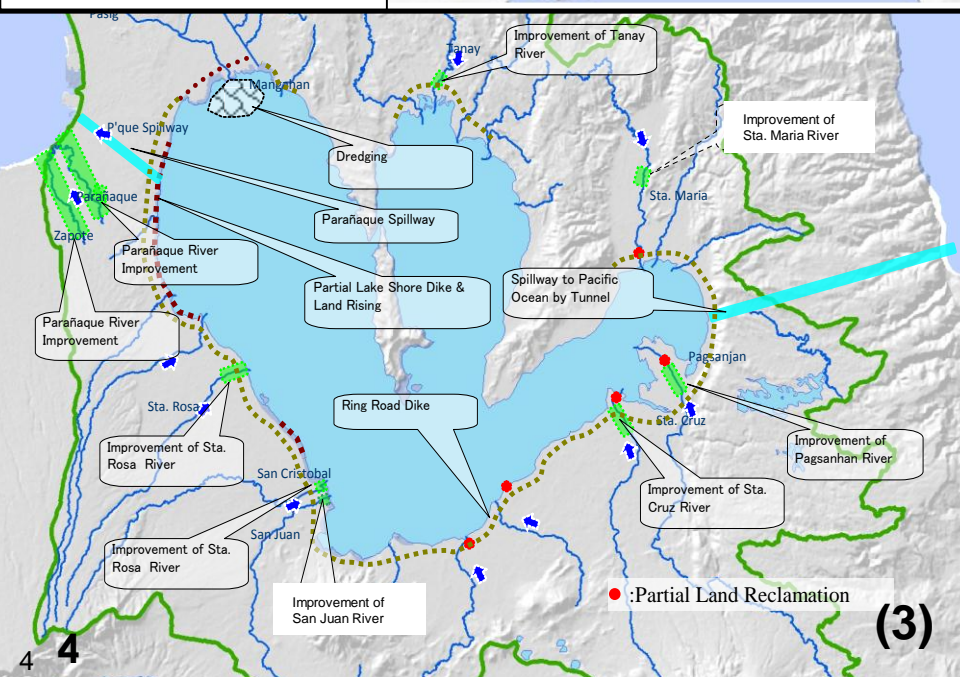 Pasig
Improvement of Tanay
River
Tanay
Mangahan
P'que Spillway
Improvement of
Sta. Maria River
Dredging
Sta. Maria
Parañaque
Parañaque Spillway
Zapote
Parañaque River
Improvement
Partial Lake Shore Dike &
Land Rising
Spillway to Pacific
Ocean by Tunnel
Parañaque River
Improvement
Pagsanjan
Sta. Rosa
Ring Road Dike
Sta. Cruz
Improvement of Sta.
Rosa River
Improvement of
Pagsanhan River
San Cristobal
Improvement of Sta.
Cruz River
San Juan
Improvement of Sta.
Rosa River
Improvement of
San Juan River
:Partial Land Reclamation
(3)
4 4